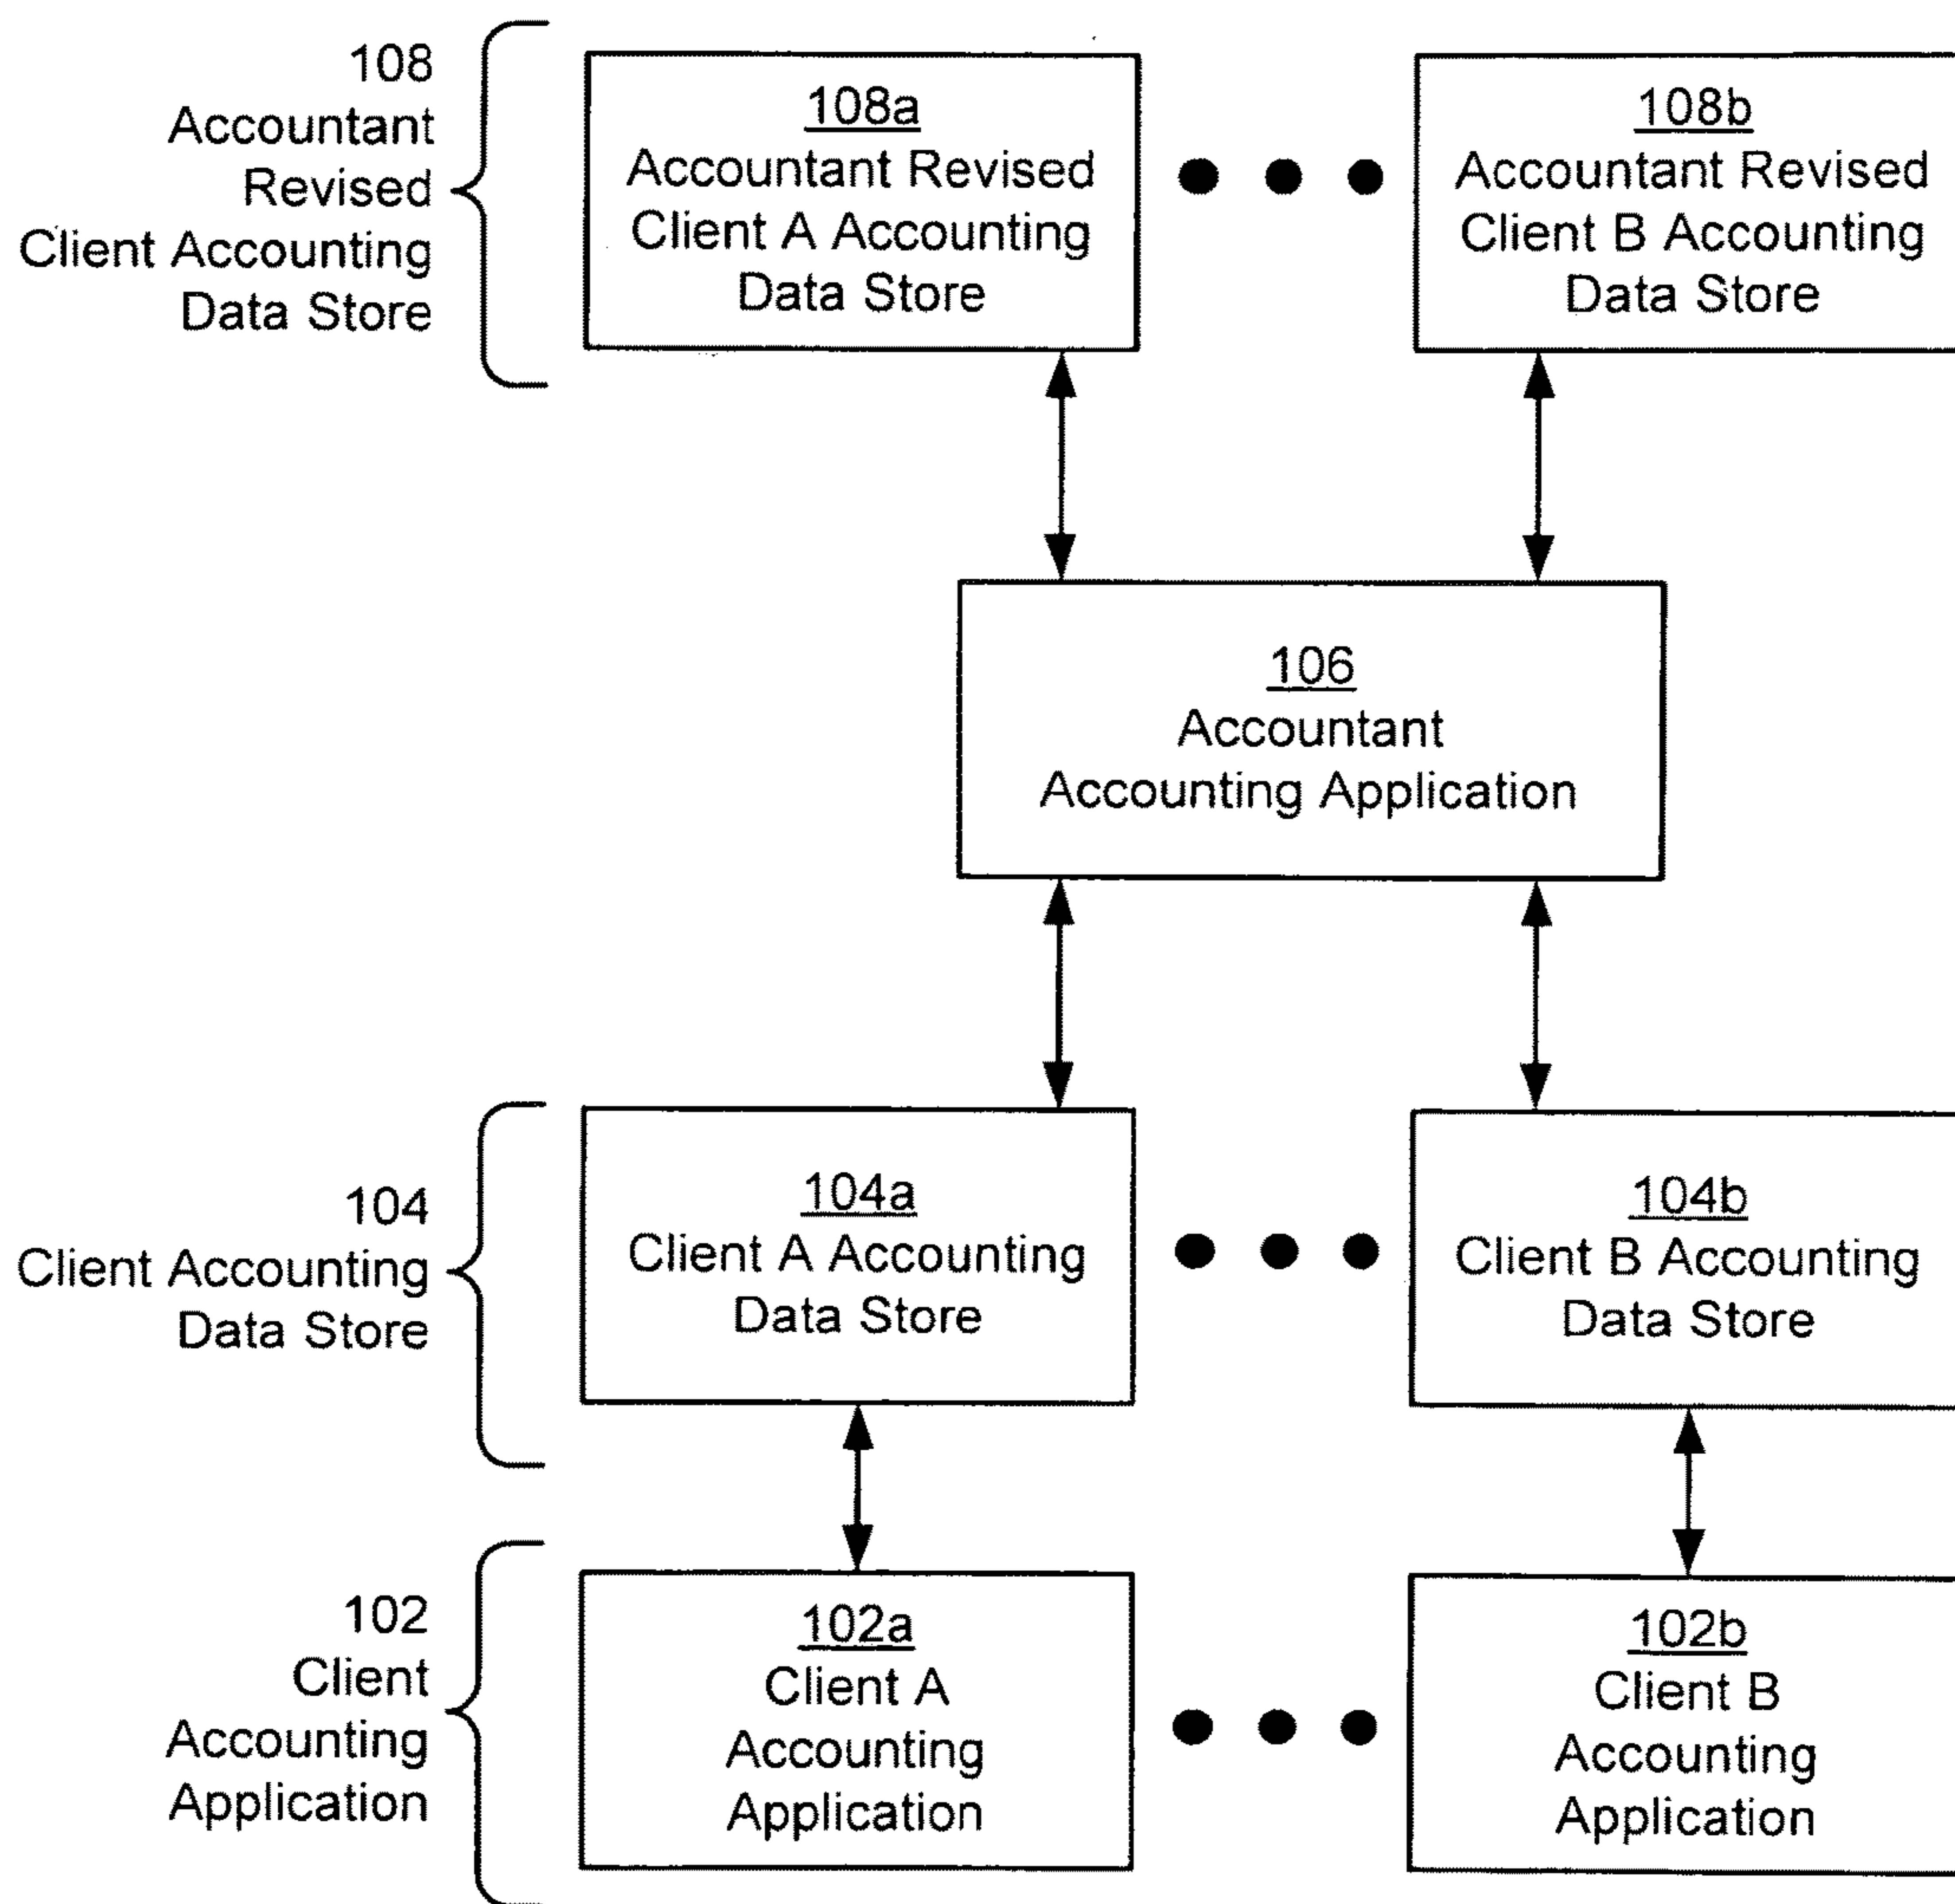 108
Accountant
Revised
Client Accounting
Data Store
108a
Accountant Revised
Client A Accounting
Data Store
108b
Accountant Revised
Client B Accounting
Data Store
106
Accountant
Accounting Application
104
Client Accounting
Data Store
104a
Client A Accounting
Data Store
104b
Client B Accounting
Data Store
102
Client
Accounting
Application
102a
Client A
Accounting
Application
102b
Client B
Accounting
Application